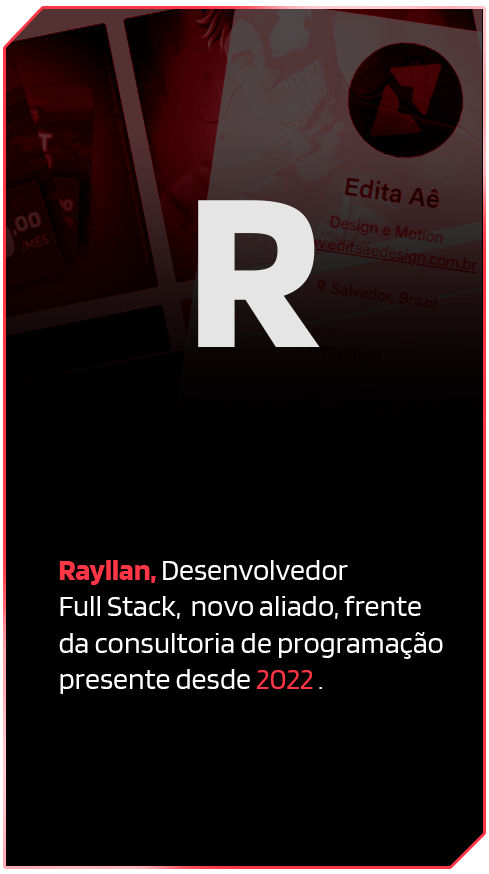 T
,00
/MÊS
Edita Aê
Design e Motion
w.editaaedesign.com.br
Salvador, Brazil
Seguindo
R
Rayllan, Desenvolvedor
Full Stack, novo aliado, frente
da consultoria de programação
presente desde 2022 .